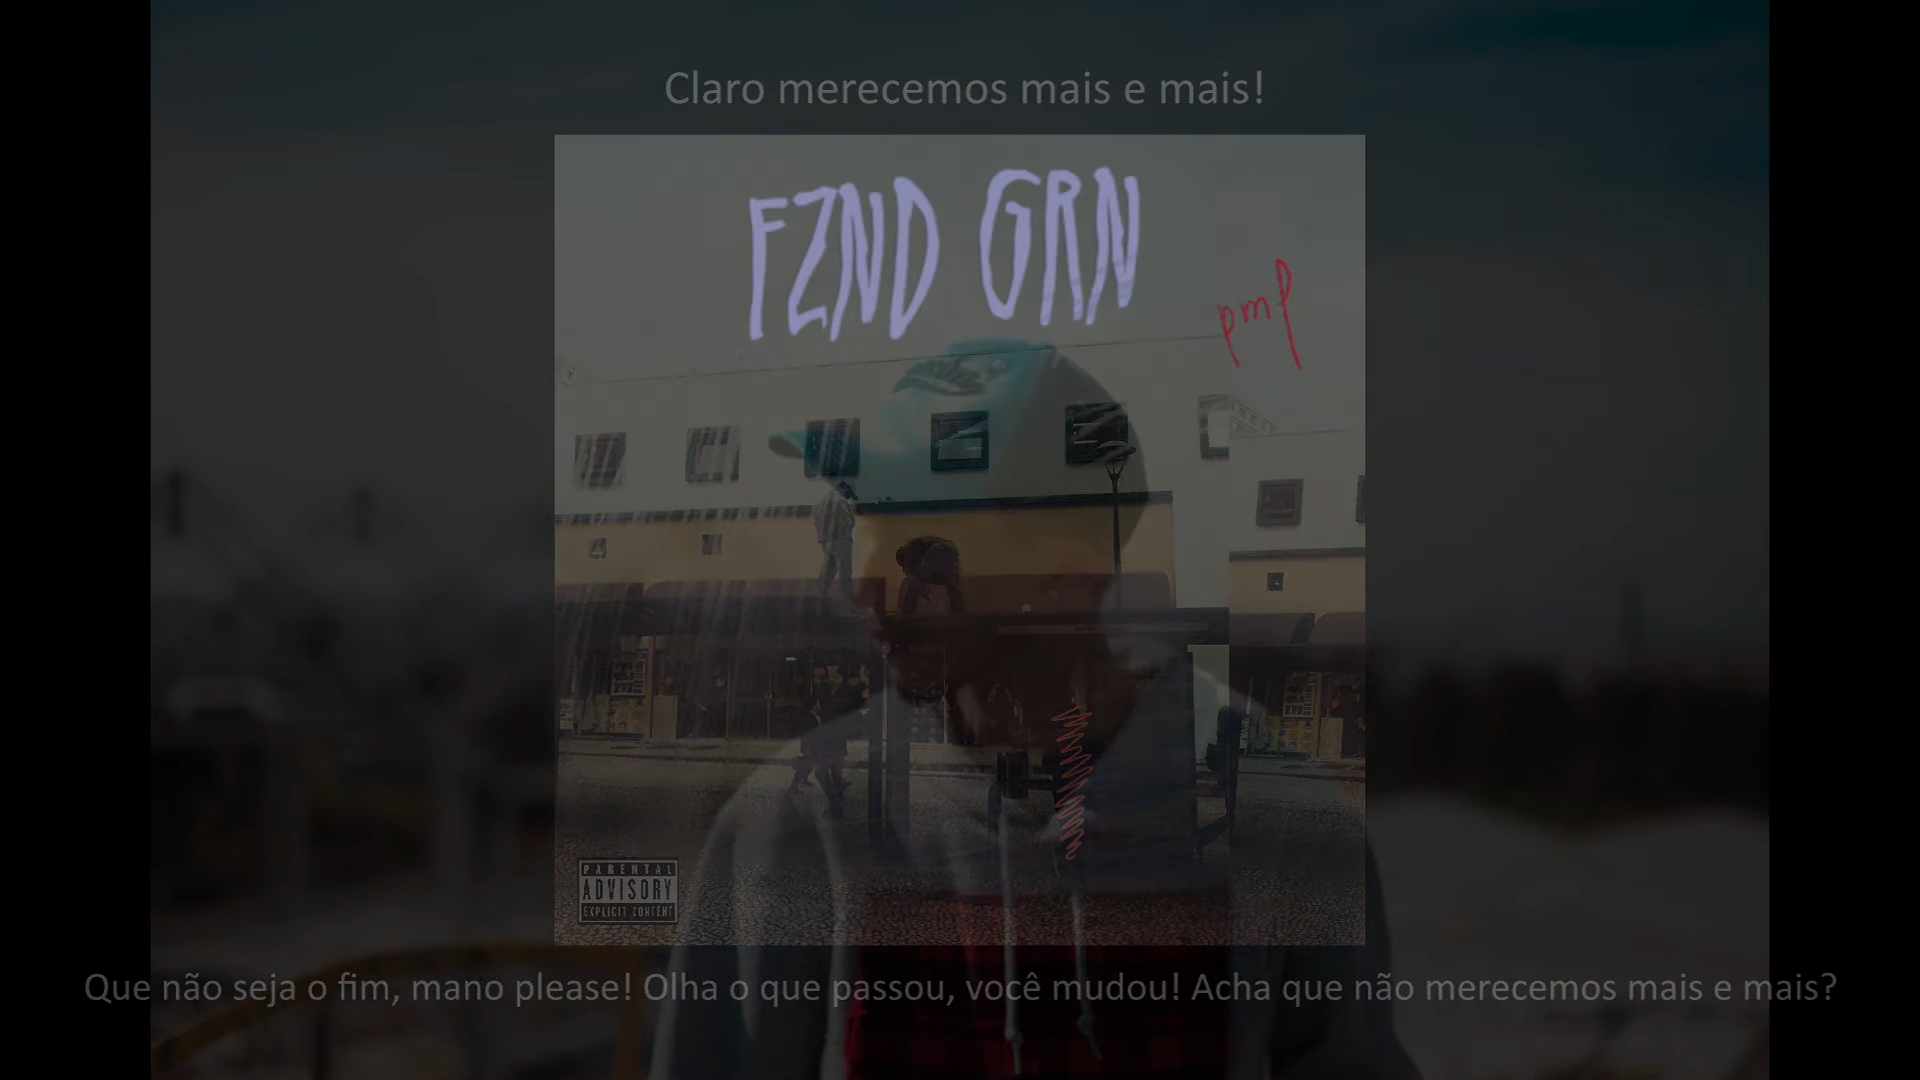 Claro merecemos mais e mais!
FZND GRN
pmp
PARENTAL
ADVISORY
EXPLICIT CONTENT
Que não seja o fim, mano please! Olha o que passou, você mudou! Acha que não merecemos mais e mais?